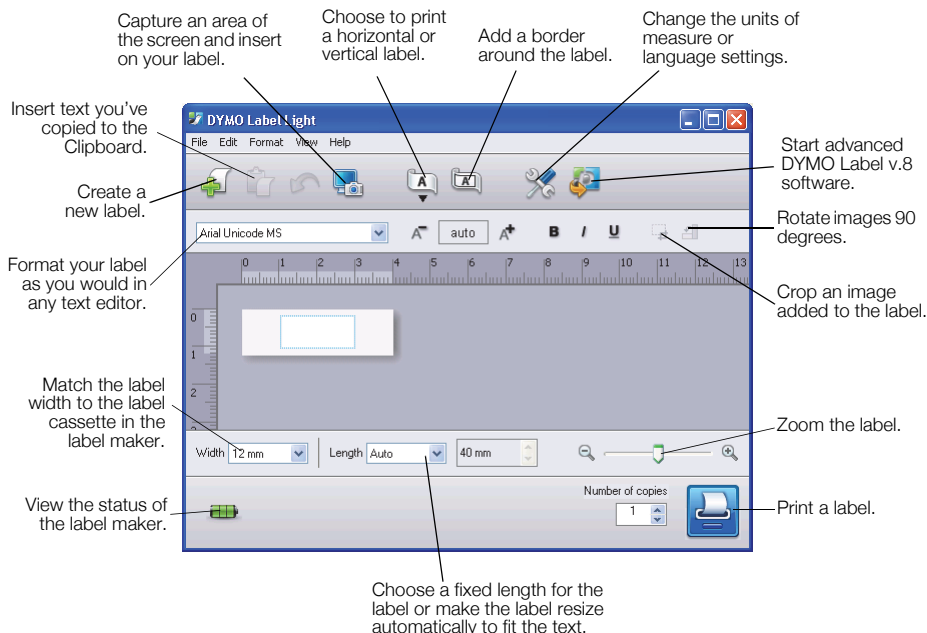 Capture an area of
the screen and insert
on your label.
Choose to print
a horizontal or
vertical label.
Add a border
around the label.
Change the units of
measure or
language settings.
Insert text you've
copied to the
Clipboard.
Create a
new label.
Format your label
as you would in
any text editor.
Match the label
width to the label
cassette in the
label maker.
View the status of
the label maker.
DYMO Label Light
File Edit Format View Help
A A
Arial Unicode MS A auto A B I U
0 1 2 3 4 5 6 7 8 9 10 11 12 13
0
1
2
Width 12 mm Length Auto 40 mm
Number of copies
1
Start advanced
DYMO Label v.8
software.
Rotate images 90
degrees.
Crop an image
added to the label.
Zoom the label.
Print a label.
Choose a fixed length for the
label or make the label resize
automatically to fit the text.